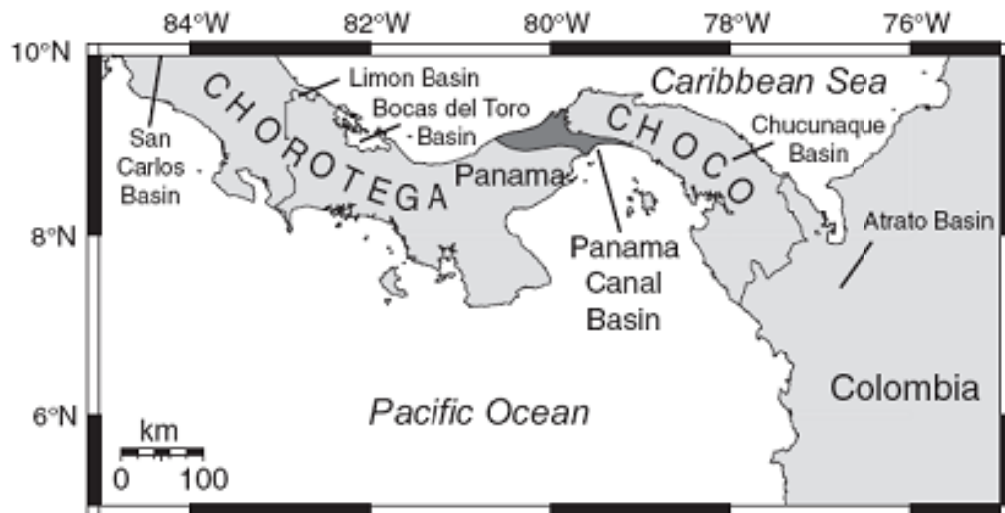 84°W 82°W 80°W 78°W 76°W
10°N
Limon Basin
Caribbean Sea
Bocas del Toro
Basin
San
Carlos
Basin
CHOROTEGA
CHOCO
Chucunaque
Basin
Panama
Atrato Basin
8°N
Panama
Canal
Basin
Colombia
Pacific Ocean
6°N
km
0 100